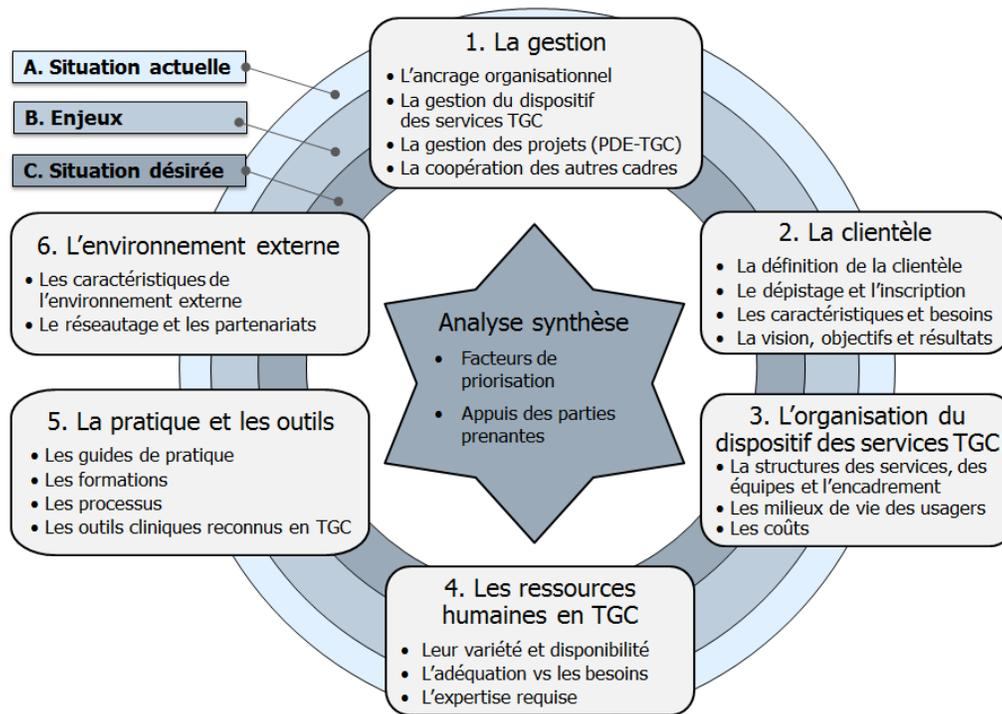 A. Situation actuelle
B. Enjeux
C. Situation désirée
1. La gestion
• L'ancrage organisationnel
• La gestion du dispositif
des services TGC
• La gestion des projets (PDE-TGC)
• La coopération des autres cadres
2. La clientèle
• La définition de la clientèle
• Le dépistage et l'inscription
• Les caractéristiques et besoins
• La vision, objectifs et résultats
3. L'organisation du
dispositif des services TGC
• La structures des services, des
équipes et l'encadrement
• Les milieux de vie des usagers
• Les coûts
4. Les ressources
humaines en TGC
• Leur variété et disponibilité
• L'adéquation vs les besoins
• L'expertise requise
5. La pratique et les outils
• Les guides de pratique
• Les formations
• Les processus
• Les outils cliniques reconnus en TGC
6. L'environnement externe
• Les caractéristiques de
l'environnement externe
• Le réseautage et les partenariats
Analyse synthèse
• Facteurs de
priorisation
• Appuis des parties
prenantes